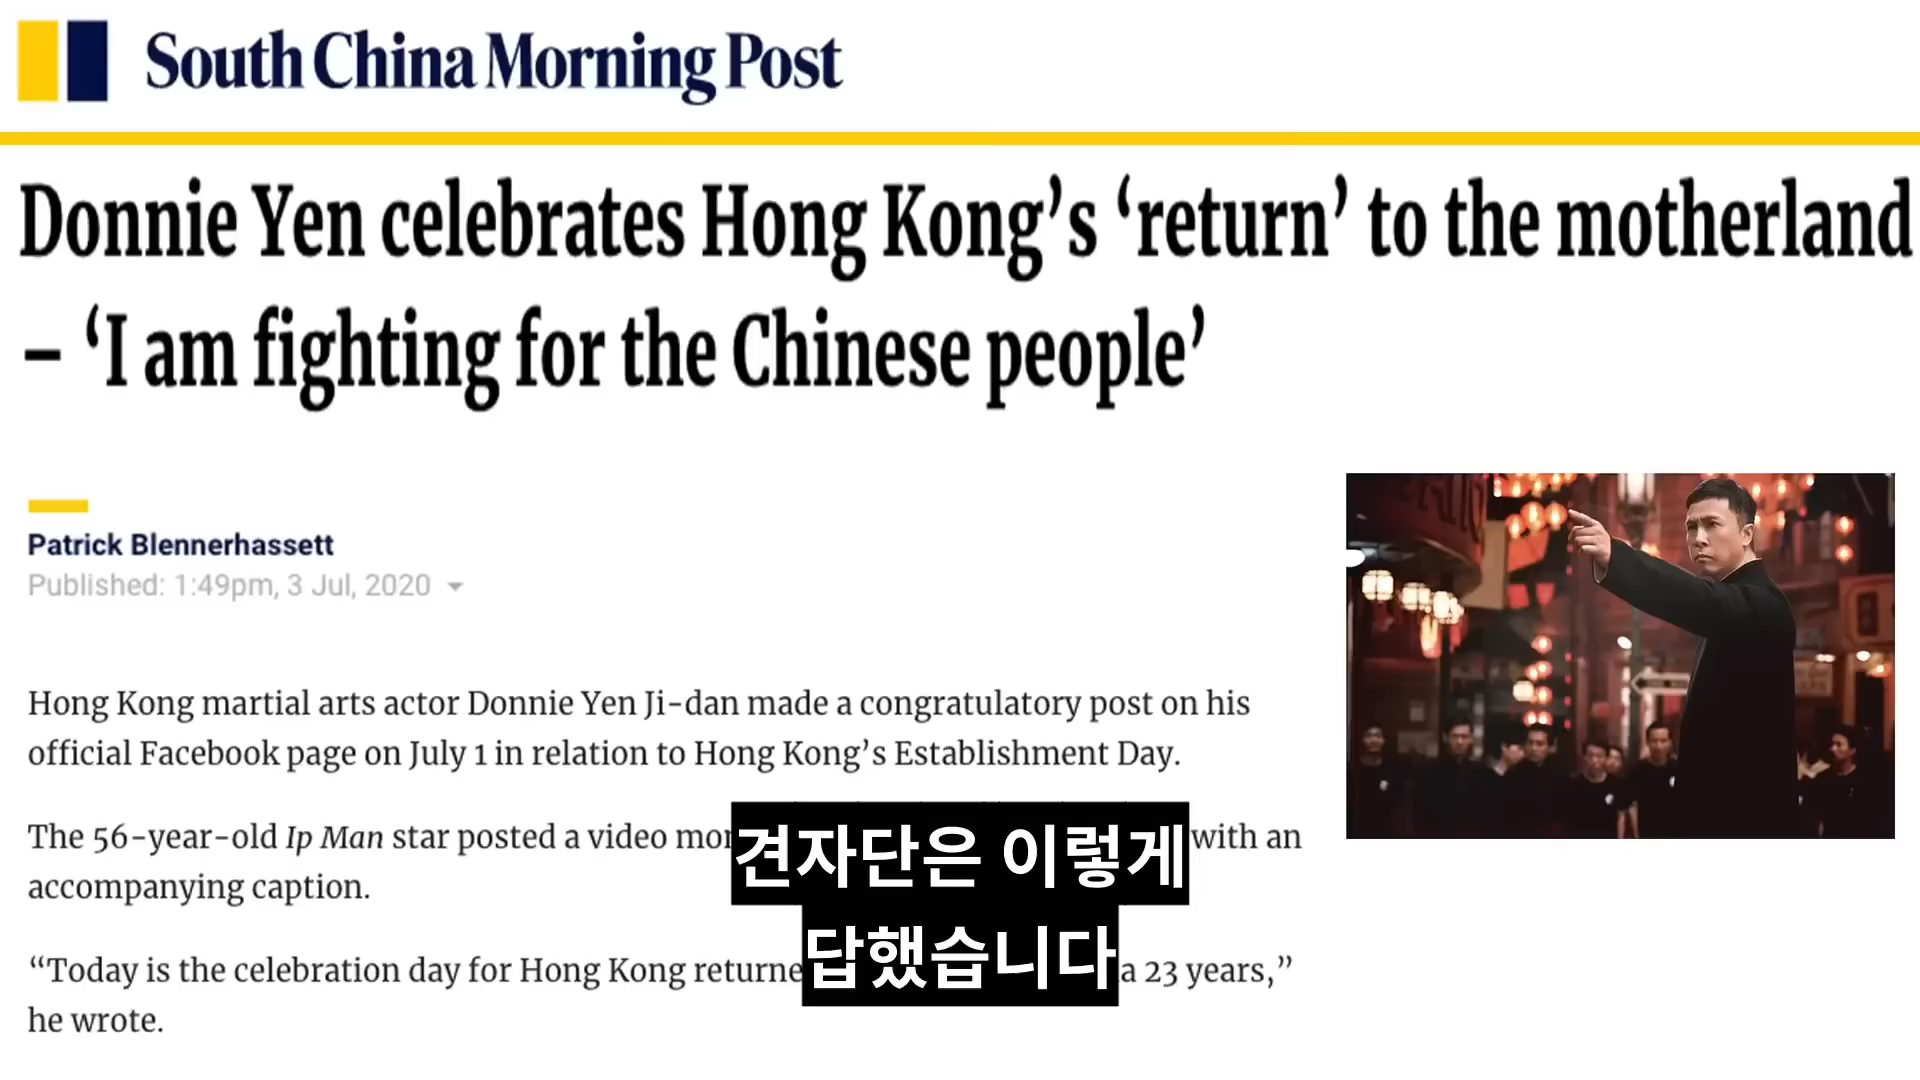 South China Morning Post
Donnie Yen celebrates Hong Kong’s ‘return’ to the motherland
– ‘I am fighting for the Chinese people’
Patrick Blennerhassett
Published: 1:49pm, 3 Jul, 2020
Hong Kong martial arts actor Donnie Yen Ji-dan made a congratulatory post on his
official Facebook page on July 1 in relation to Hong Kong’s Establishment Day.
The 56-year-old Ip Man star posted a video with an
accompanying caption.
“Today is the celebration day for Hong Kong a 23 years,”
he wrote.
견자단은 이렇게
답했습니다